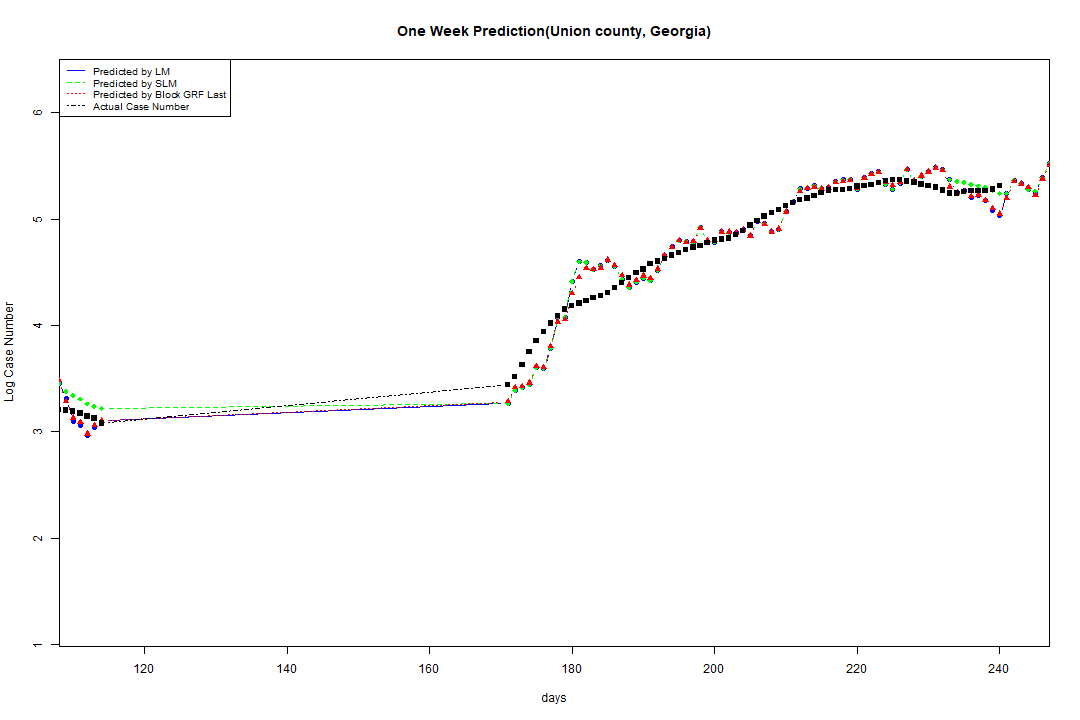 One Week Prediction(Union county, Georgia)
Predicted by LM
Predicted by SLM
Predicted by Block GRF Last
Actual Case Number
6
5
4
3
2
1
Log Case Number
120 140 160 180 200 220 240
days